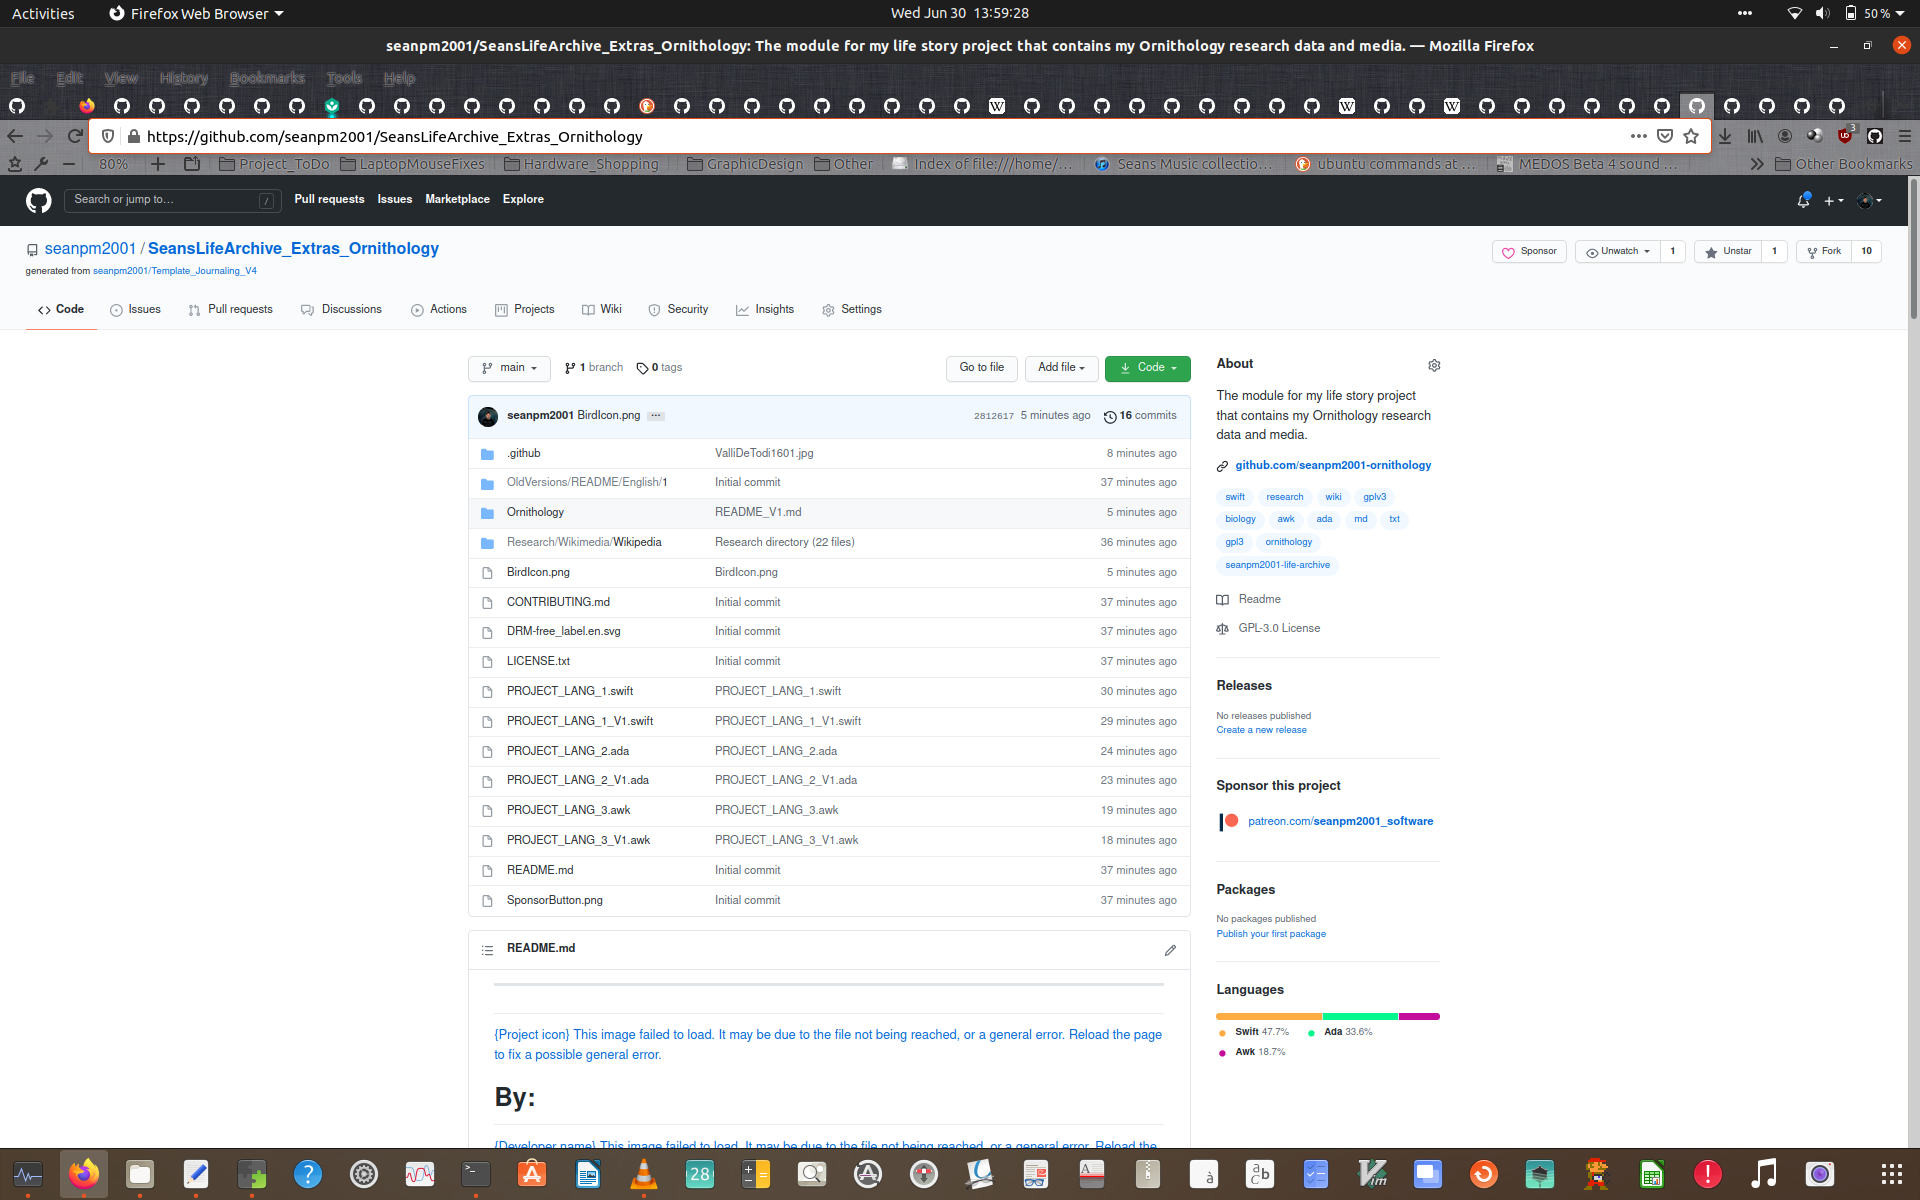 Activities
Firefox Web Browser
Wed Jun 30 13:59:28
50 %
seanpm2001/SeansLifeArchive_Extras_Ornithology: The module for my life story project that contains my Ornithology research data and media. — Mozilla Firefox
File Edit View History Bookmarks Tools Help
https://github.com/seanpm2001/SeansLifeArchive_Extras_Ornithology
3
80%
Project_ToDo
LaptopMouseFixes
Hardware_Shopping
GraphicDesign
Other
Index of file:///home/…
Seans Music collectio…
ubuntu commands at …
MEDOS Beta 4 sound …
Other Bookmarks
Search or jump to…
/
Pull requests Issues Marketplace Explore
seanpm2001 / SeansLifeArchive_Extras_Ornithology
generated from seanpm2001/Template_Journaling_V4
Sponsor
Unwatch 1
Unstar 1
Fork 10
Code Issues Pull requests Discussions Actions Projects Wiki Security Insights Settings
main
1 branch
0 tags
Go to file
Add file
Code
seanpm2001 BirdIcon.png
2812617 5 minutes ago
16 commits
.github ValliDeTodi1601.jpg 8 minutes ago
OldVersions/README/English/1 Initial commit 37 minutes ago
Ornithology README_V1.md 5 minutes ago
Research/Wikimedia/Wikipedia Research directory (22 files) 36 minutes ago
BirdIcon.png BirdIcon.png 5 minutes ago
CONTRIBUTING.md Initial commit 37 minutes ago
DRM-free_label.en.svg Initial commit 37 minutes ago
LICENSE.txt Initial commit 37 minutes ago
PROJECT_LANG_1.swift PROJECT_LANG_1.swift 30 minutes ago
PROJECT_LANG_1_V1.swift PROJECT_LANG_1_V1.swift 29 minutes ago
PROJECT_LANG_2.ada PROJECT_LANG_2.ada 24 minutes ago
PROJECT_LANG_2_V1.ada PROJECT_LANG_2_V1.ada 23 minutes ago
PROJECT_LANG_3.awk PROJECT_LANG_3.awk 19 minutes ago
PROJECT_LANG_3_V1.awk PROJECT_LANG_3_V1.awk 18 minutes ago
README.md Initial commit 37 minutes ago
SponsorButton.png Initial commit 37 minutes ago
README.md
{Project icon} This image failed to load. It may be due to the file not being reached, or a general error. Reload the page
to fix a possible general error.
By:
{Developer name} This image failed to load. It may be due to the file not being reached, or a general error. Reload the
About
The module for my life story project
that contains my Ornithology research
data and media.
github.com/seanpm2001-ornithology
swift research wiki gplv3
biology awk ada md txt
gpl3 ornithology
seanpm2001-life-archive
Readme
GPL-3.0 License
Releases
No releases published
Create a new release
Sponsor this project
patreon.com/seanpm2001_software
Packages
No packages published
Publish your first package
Languages
Swift 47.7% Ada 33.6%
Awk 18.7%
28